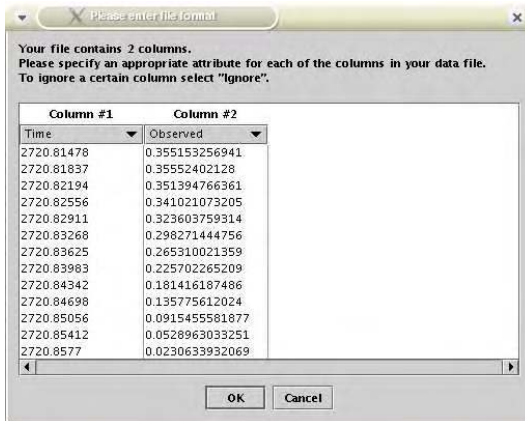 Please enter file format
Your file contains 2 columns.
Please specify an appropriate attribute for each of the columns in your data file.
To ignore a certain column select "Ignore".
Column #1 Column #2
Time Observed
2720.81478 0.355153256941
2720.81837 0.35552402128
2720.82194 0.351394766361
2720.82556 0.341021073205
2720.82911 0.323603759314
2720.83268 0.298271444756
2720.83625 0.265310021359
2720.83983 0.225702265209
2720.84342 0.181416187486
2720.84698 0.135775612024
2720.85056 0.0915455581877
2720.85412 0.0528963033251
2720.8577 0.0230633932069
OK Cancel